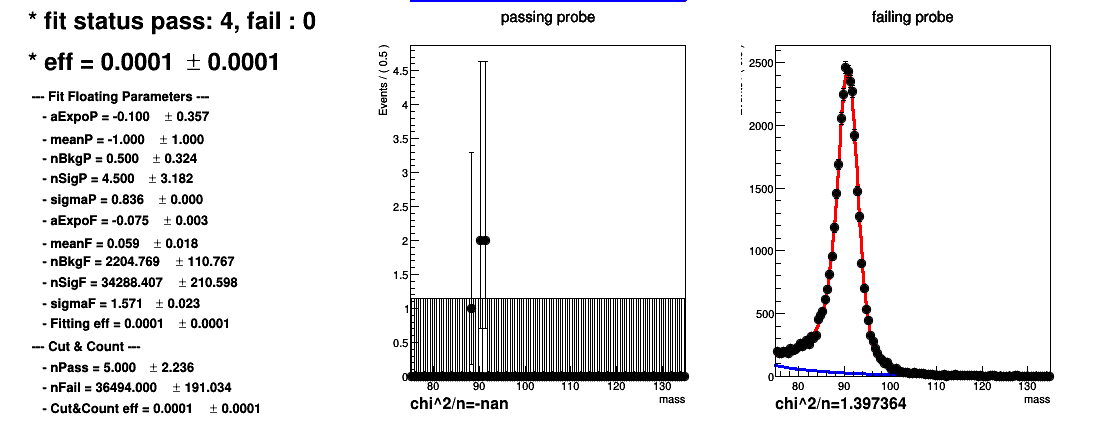 * fit status pass: 4, fail : 0
* eff = 0.0001 ± 0.0001
--- Fit Floating Parameters ---
- aExpoP = -0.100 ± 0.357
- meanP = -1.000 ± 1.000
- nBkgP = 0.500 ± 0.324
- nSigP = 4.500 ± 3.182
- sigmaP = 0.836 ± 0.000
- aExpoF = -0.075 ± 0.003
- meanF = 0.059 ± 0.018
- nBkgF = 2204.769 ± 110.767
- nSigF = 34288.407 ± 210.598
- sigmaF = 1.571 ± 0.023
- Fitting eff = 0.0001 ± 0.0001
--- Cut & Count ---
- nPass = 5.000 ± 2.236
- nFail = 36494.000 ± 191.034
- Cut&Count eff = 0.0001 ± 0.0001
passing probe
Events / ( 0.5 )
4.5
4
3.5
3
2.5
2
1.5
1
0.5
0
80 90 100 110 120 130
mass
chi^2/n=-nan
failing probe
2500
2000
1500
1000
500
0
80 90 100 110 120 130
mass
chi^2/n=1.397364